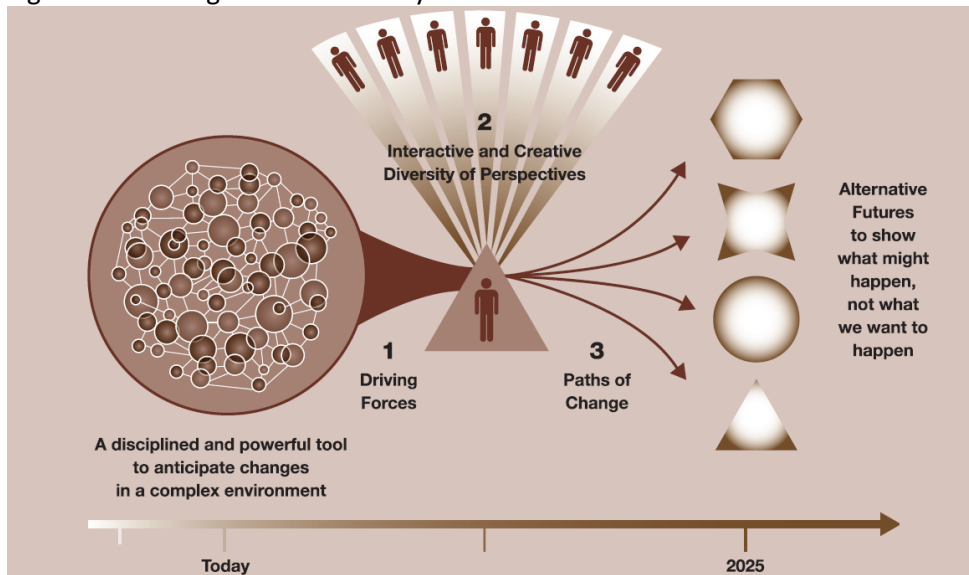 2
Interactive and Creative
Diversity of Perspectives
1
Driving
Forces
3
Paths of
Change
Alternative
Futures
to show
what might
happen,
not what
we want to
happen
A disciplined and powerful tool
to anticipate changes
in a complex environment
Today
2025